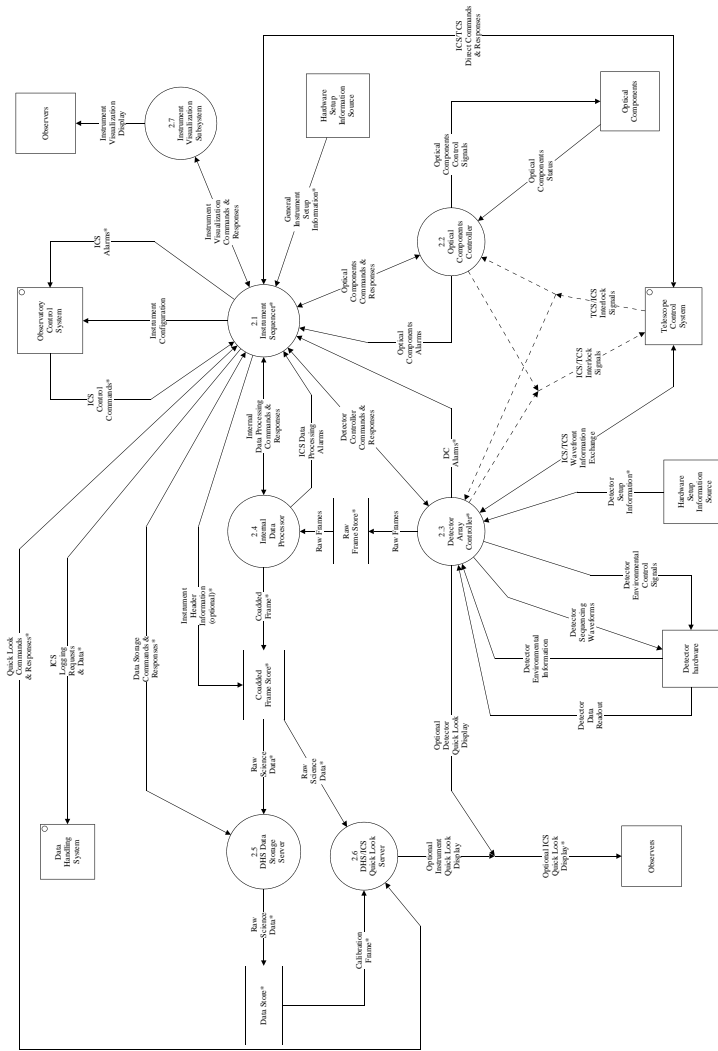 Observers
Instrument
Visualization
Display
2.7
Instrument
Visualization
Subsystem
Instrument
Visualization
Commands &
Responses
Hardware
Setup
Information
Source
General
Instrument
Setup
Information*
ICS/TCS
Direct Commands
& Responses
Optical
Components
Optical
Components
Control
Signals
Optical
Components
Status
2.2
Optical
Components
Controller
Optical
Components
Commands &
Responses
Optical
Components
Alarms
TCS/ICS
Interlock
Signals
ICS/TCS
Interlock
Signals
Telescope
Control
System
ICS
Alarms*
Observatory
Control
System
Instrument
Configuration
ICS
Control
Commands*
2.1
Instrument
Sequencer*
Internal
Data Processing
Commands &
Responses
ICS Data
Processing
Alarms
Detector
Controller
Commands &
Responses
DC
Alarms*
ICS/TCS
Wavefront
Information
Exchange
Detector
Setup
Information*
Hardware
Setup
Information
Source
2.4
Internal
Data
Processor
Raw Frames
Raw
Frame Store*
Raw Frames
2.3
Detector
Array
Controller*
Detector
Environmental
Control
Signals
Detector
Sequencing
Waveforms
Detector
Environmental
Information
Detector
Data
Readout
Detector
hardware
Quick Look
Commands
& Responses*
ICS
Logging
Requests
& Data*
Data Storage
Commands &
Responses*
Instrument
Header
Information
(optional)*
Coadded
Frame*
Coadded
Frame Store*
Raw
Science
Data*
Raw
Science
Data*
Optional
Detector
Quick Look
Display
Data
Handling
System
2.5
DHS Data
Storage
Server
2.6
DHS/ICS
Quick Look
Server
Optional
Instrument
Quick Look
Display
Optional ICS
Quick Look
Display*
Observers
Raw
Science
Data*
Data Store*
Calibration
Frame*